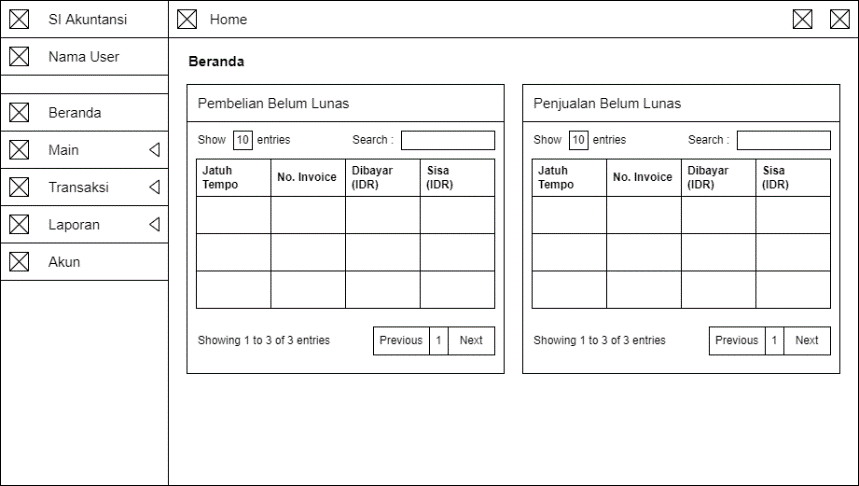 SI Akuntansi
Home
Nama User
Beranda
Main
Transaksi
Laporan
Akun
Beranda
Pembelian Belum Lunas
Show 10 entries Search :
Jatuh Tempo No. Invoice Dibayar (IDR) Sisa (IDR)
Showing 1 to 3 of 3 entries Previous 1 Next
Penjualan Belum Lunas
Show 10 entries Search :
Jatuh Tempo No. Invoice Dibayar (IDR) Sisa (IDR)
Showing 1 to 3 of 3 entries Previous 1 Next